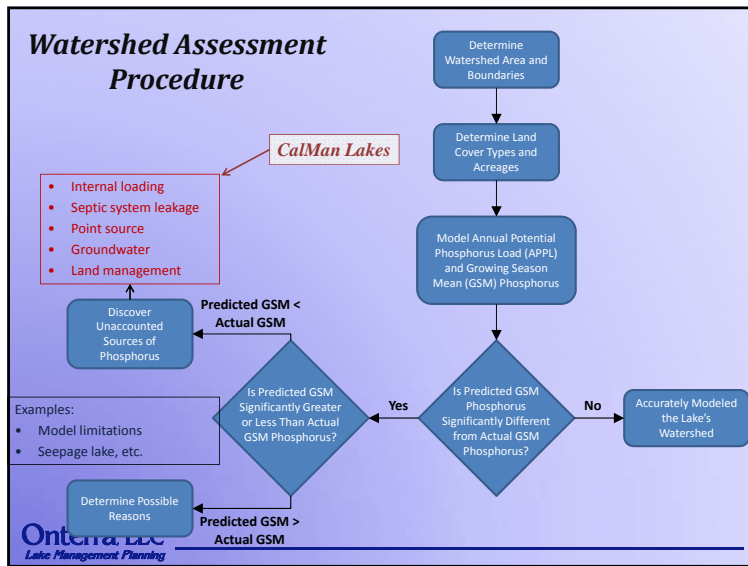 Watershed Assessment
Procedure
Determine
Watershed Area and
Boundaries
Determine Land
Cover Types and
Acreages
CalMan Lakes
• Internal loading
• Septic system leakage
• Point source
• Groundwater
• Land management
Model Annual Potential
Phosphorus Load (APPL)
and Growing Season
Mean (GSM) Phosphorus
Discover
Unaccounted
Sources of
Phosphorus
Predicted GSM <
Actual GSM
Is Predicted GSM
Significantly Greater
or Less Than Actual
GSM Phosphorus?
Yes
Is Predicted GSM
Phosphorus
Significantly Different
from Actual GSM
Phosphorus?
No
Accurately Modeled
the Lake's
Watershed
Examples:
• Model limitations
• Seepage lake, etc.
Determine Possible
Reasons
Predicted GSM >
Actual GSM
Onterra, LLC
Lake Management Planning